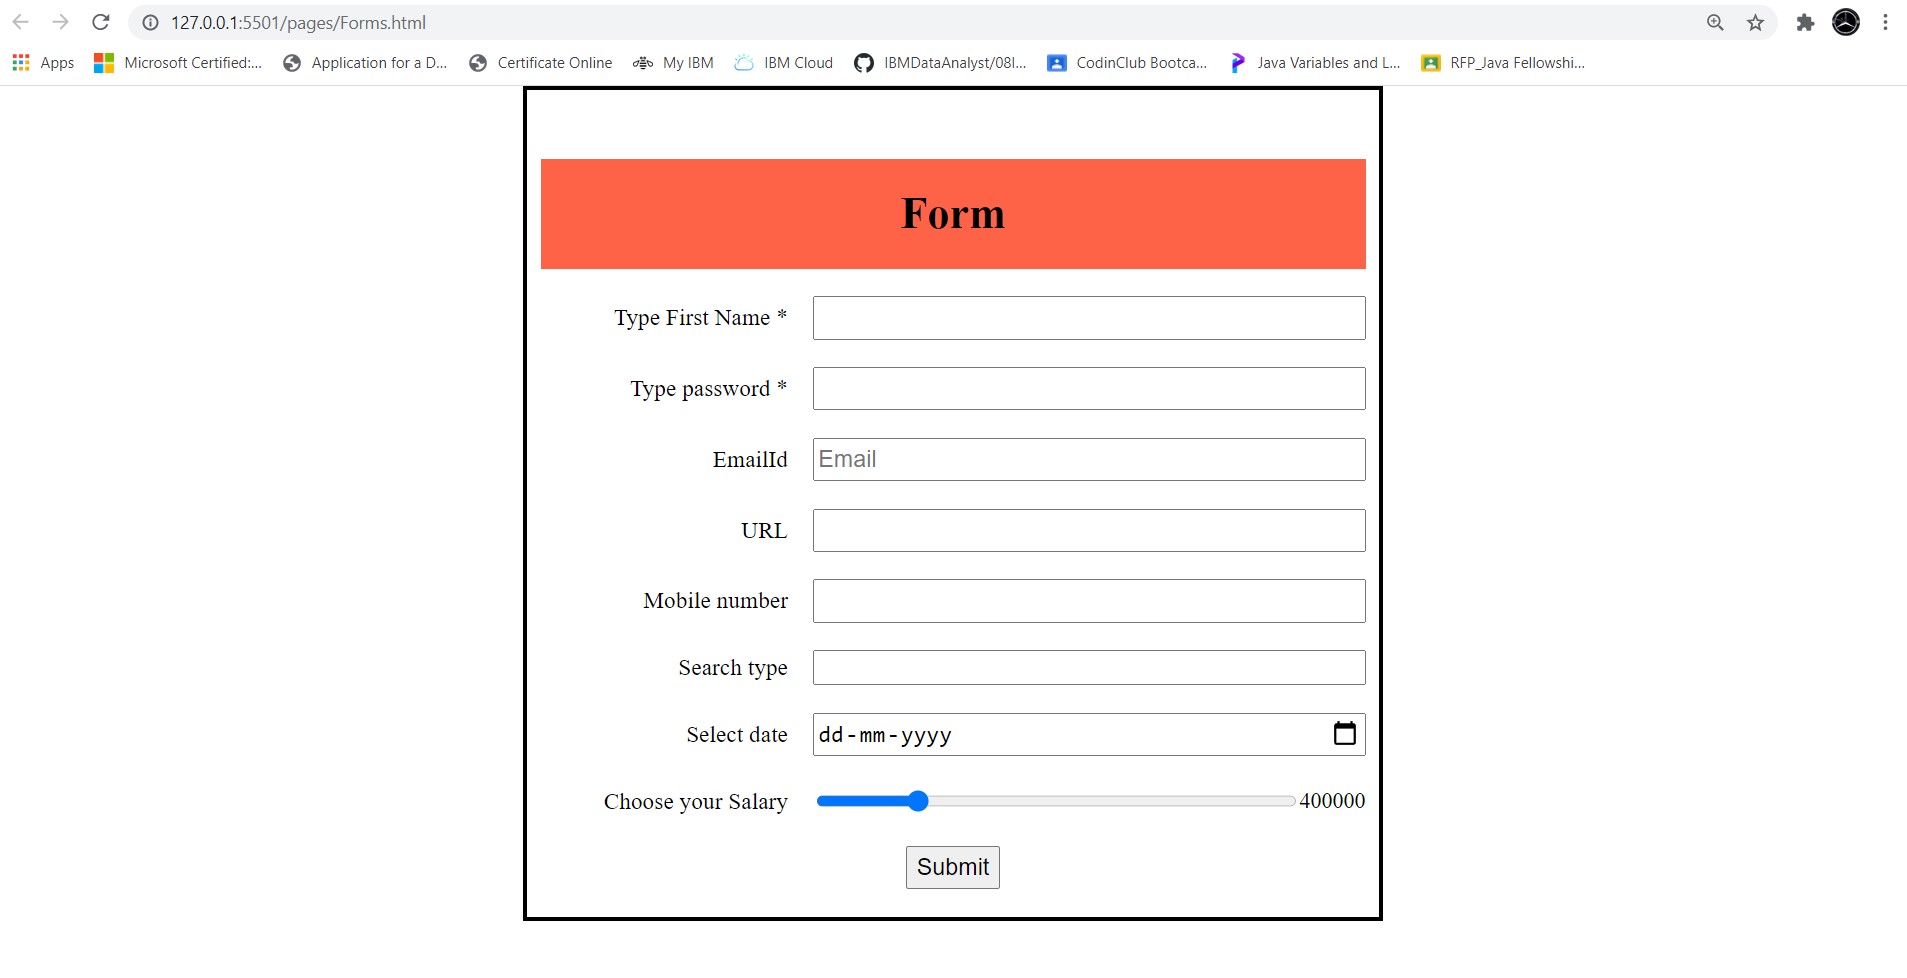 127.0.0.1:5501/pages/Forms.html
Apps Microsoft Certified:... Application for a D... Certificate Online My IBM IBM Cloud IBMDataAnalyst/08l... CodinClub Bootca... Java Variables and L... RFP_Java Fellowshi...
Form
Type First Name *
Type password *
EmailId Email
URL
Mobile number
Search type
Select date dd-mm-yyyy
Choose your Salary 400000
Submit